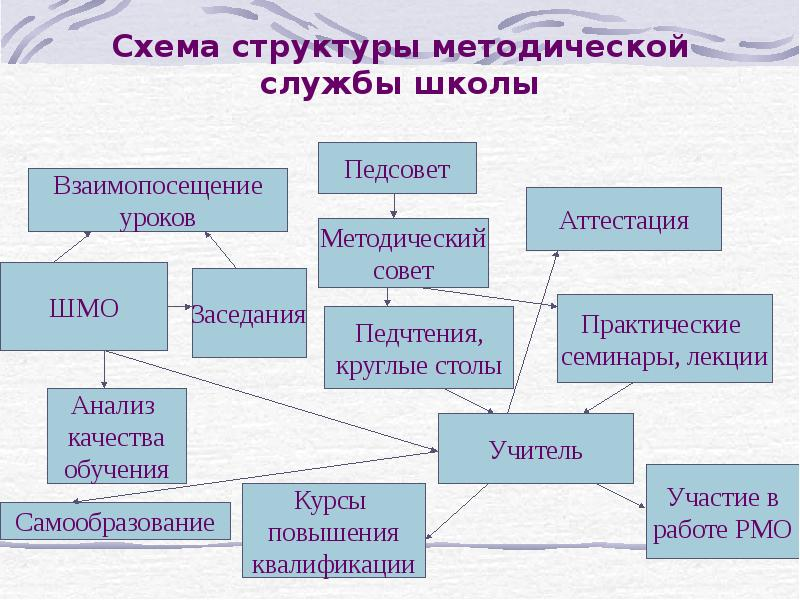 Схема структуры методической
службы школы
Педсовет
Взаимопосещение
уроков
Аттестация
Методический
совет
ШМО
Заседания
Педчтения,
круглые столы
Практические
семинары, лекции
Анализ
качества
обучения
Учитель
Самообразование
Курсы
повышения
квалификации
Участие в
работе РМО